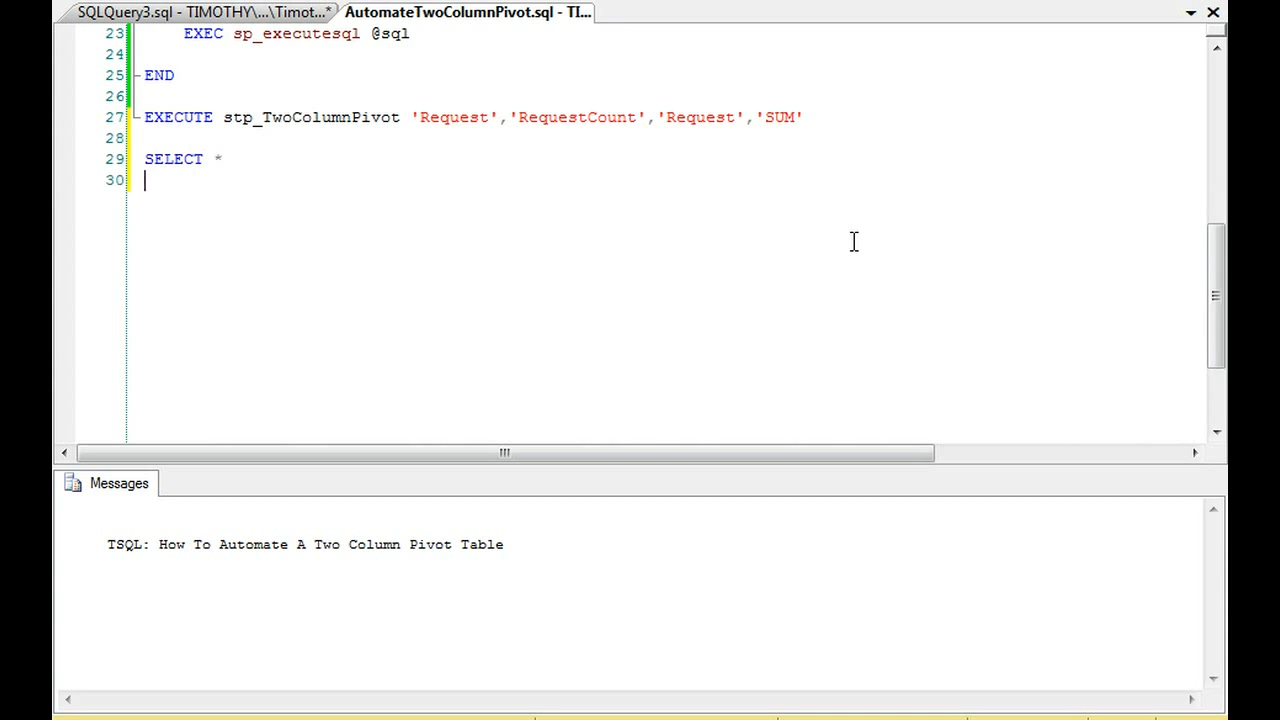 SQLQuery3.sql - TIMOTHY\...\Timot...* AutomateTwoColumnPivot.sql - TI...
23 EXEC sp_executesql @sql
24
25 END
26
27 EXECUTE stp_TwoColumnPivot 'Request','RequestCount','Request','SUM'
28
29 SELECT *
30
Messages
TSQL: How To Automate A Two Column Pivot Table